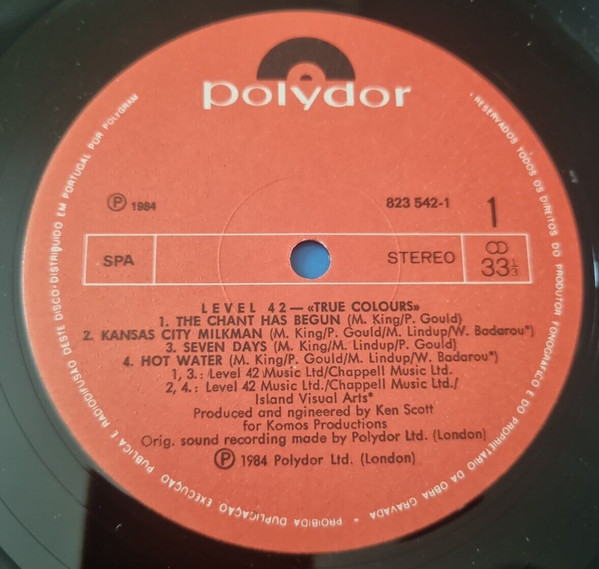 polydor
℗ 1984
823 542-1
1
SPA
STEREO
33 1/3
LEVEL 42 — «TRUE COLOURS»
1. THE CHANT HAS BEGUN (M. King/P. Gould)
2. KANSAS CITY MILKMAN (M. King/P. Gould/M. Lindup/W. Badarou*)
3. SEVEN DAYS (M. King/M. Lindup/P. Gould)
4. HOT WATER (M. King/P. Gould/M. Lindup/W. Badarou*)
1, 3.: Level 42 Music Ltd/Chappell Music Ltd.
2, 4.: Level 42 Music Ltd./Chappell Music Ltd./
Island Visual Arts*
Produced and ngineered by Ken Scott
for Komos Productions
Orig. sound recording made by Polydor Ltd. (London)
℗ 1984 Polydor Ltd. (London)
• RESERVADOS TODOS OS DIREITOS DO PRODUTOR FONOGRÁFICO E DO PROPRIETÁRIO DA OBRA GRAVADA • PROIBIDA DUPLICAÇÃO EXECUÇÃO PÚBLICA E RADIODIFUSÃO DESTE DISCO • DISTRIBUIDO EM PORTUGAL POR POLYGRAM